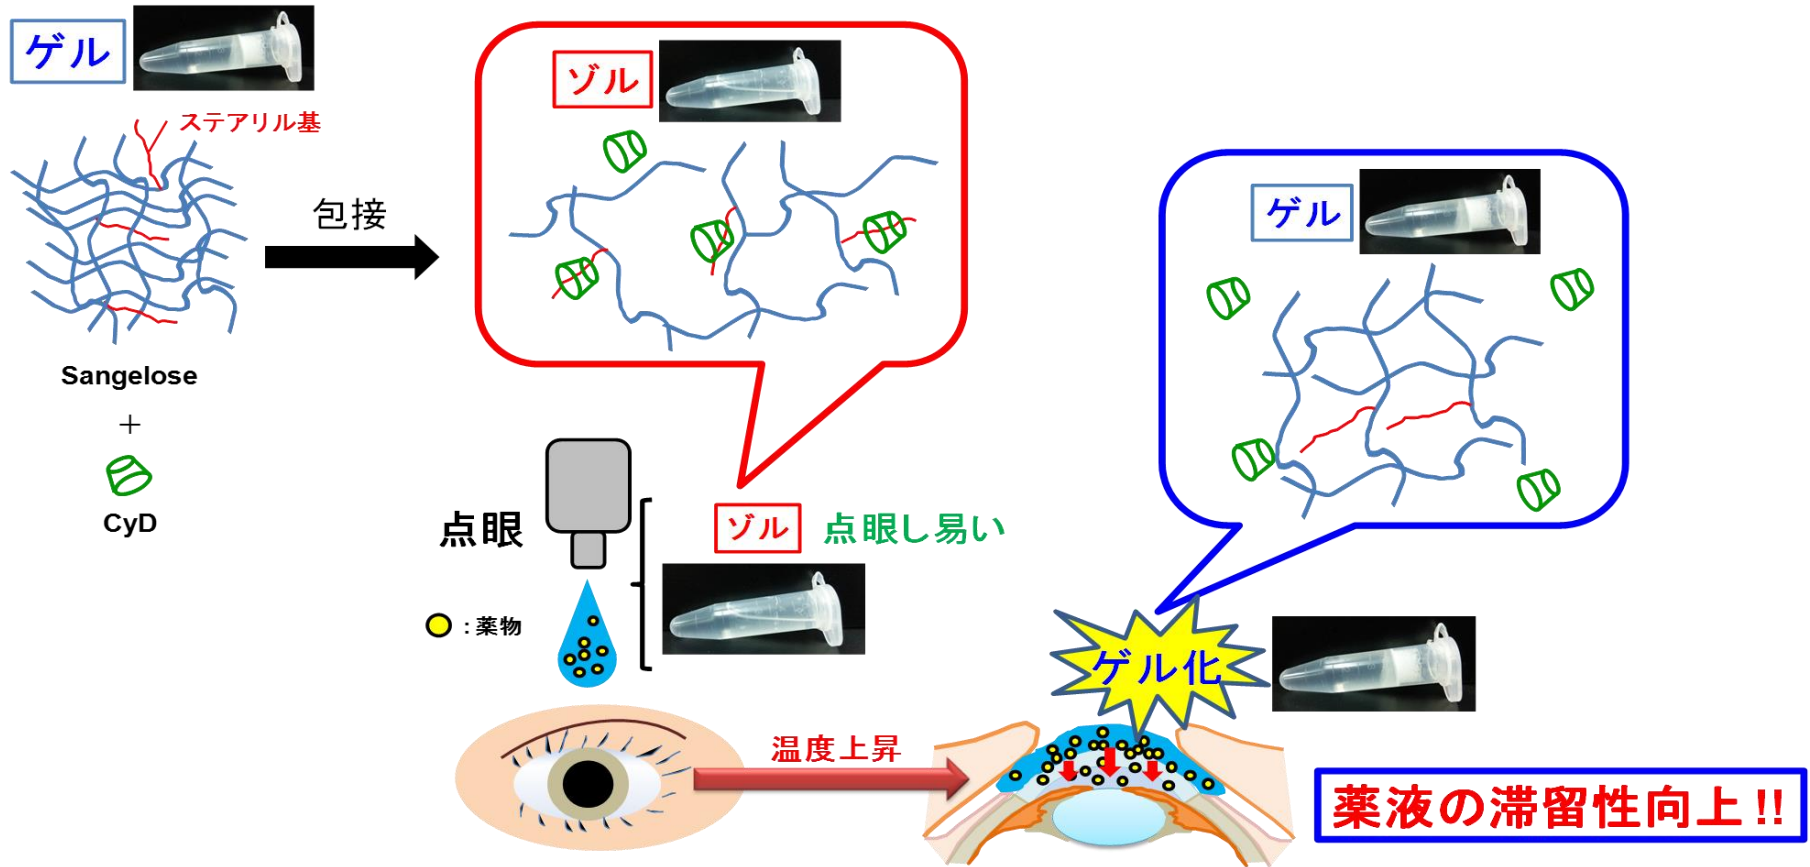 ゲル
ステアリル基
Sangelose
+
CyD
包接
ゾル
点眼
: 薬物
ゾル
点眼し易い
温度上昇
ゲル
ゲル化
薬液の滞留性向上!!